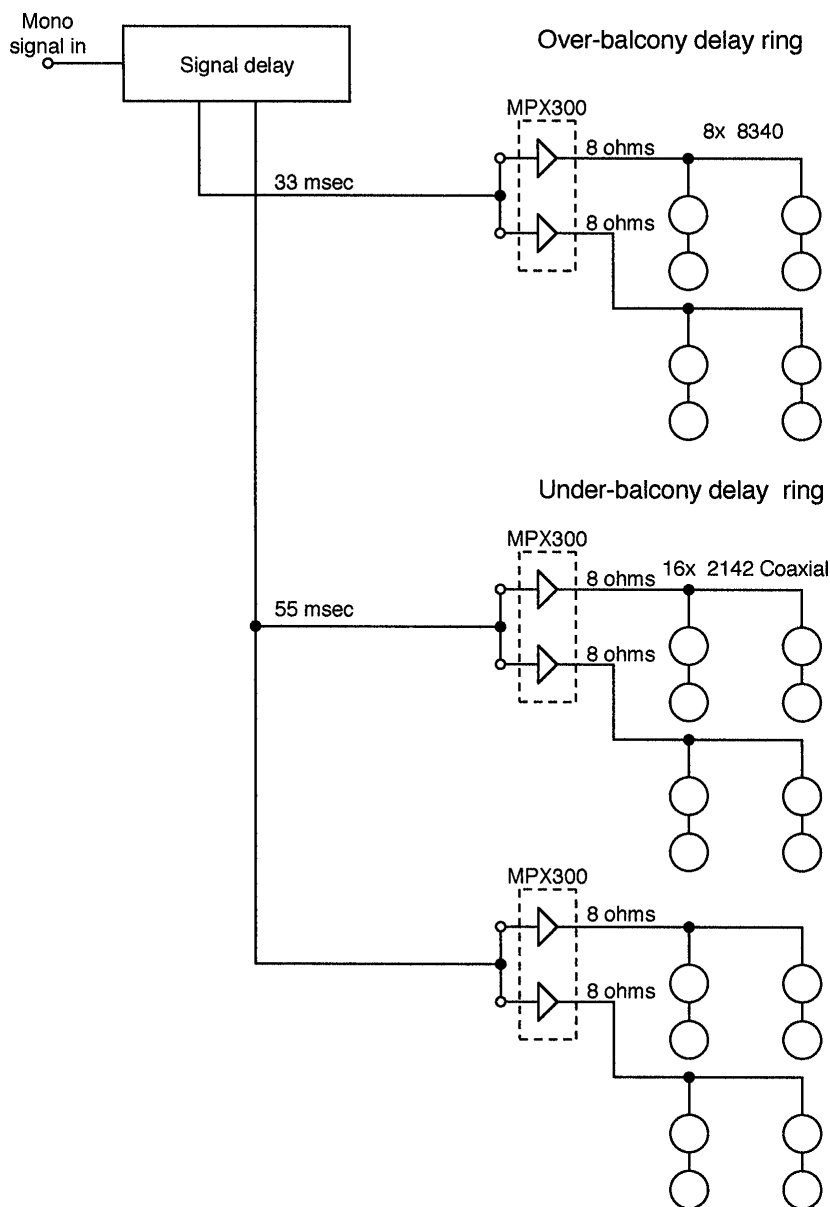 Mono
signal in
Signal delay
Over-balcony delay ring
MPX300
8 ohms
8x 8340
33 msec
8 ohms
Under-balcony delay ring
MPX300
8 ohms
16x 2142 Coaxial
55 msec
8 ohms
MPX300
8 ohms
8 ohms